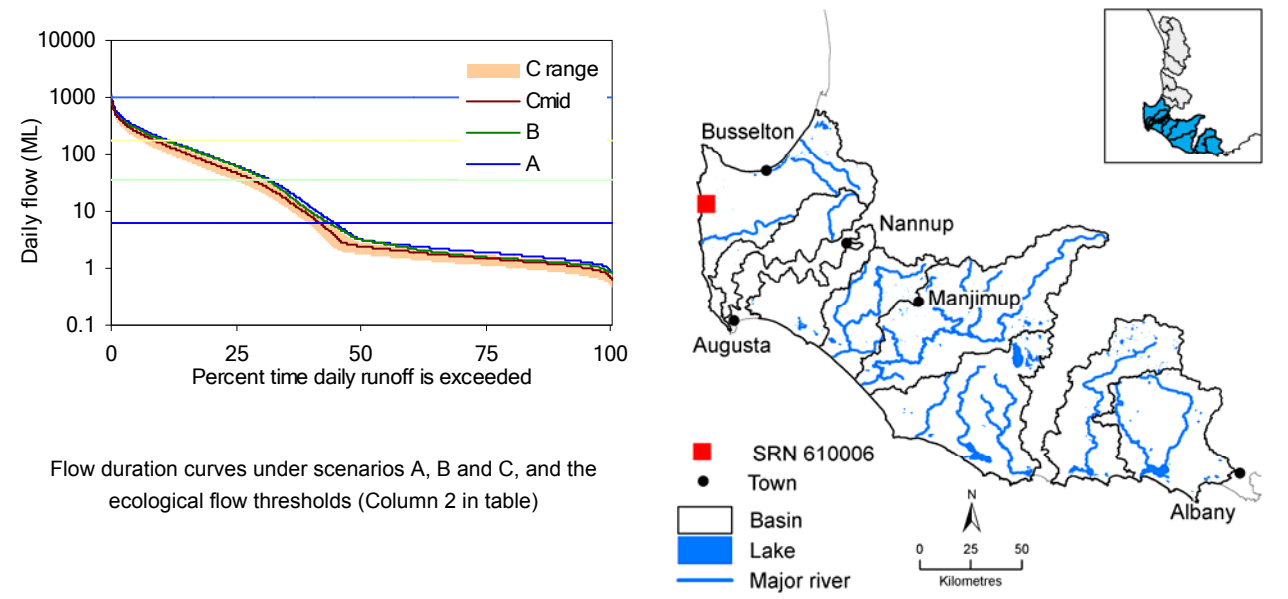 10000
1000
100
10
1
0.1
Daily flow (ML)
0 25 50 75 100
Percent time daily runoff is exceeded
C range
Cmid
B
A
Flow duration curves under scenarios A, B and C, and the
ecological flow thresholds (Column 2 in table)
Busselton
Nannup
Manjimup
Augusta
Albany
SRN 610006
Town
Basin
Lake
Major river
N
0 25 50
Kilometres